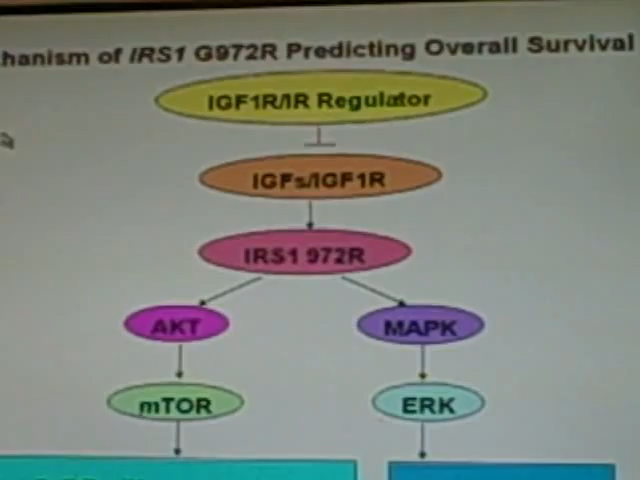 hanism of IRS1 G972R Predicting Overall Survival
IGF1R/IR Regulator
IGFs/IGF1R
IRS1 972R
AKT MAPK
mTOR ERK